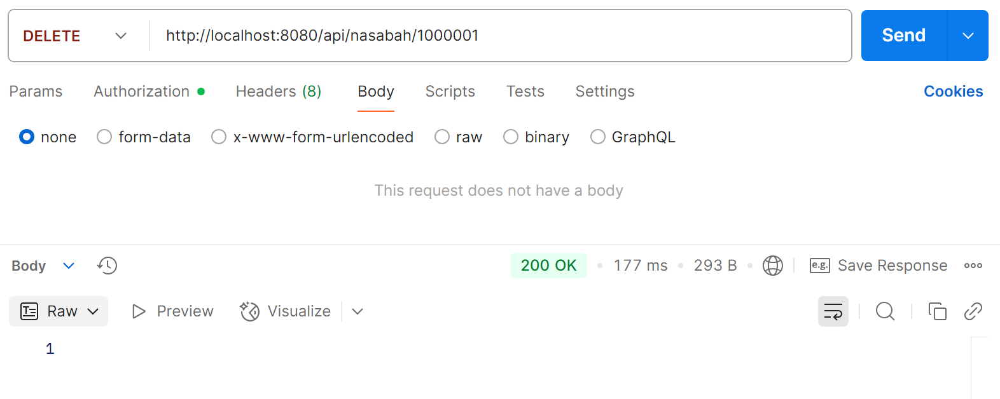 DELETE http://localhost:8080/api/nasabah/1000001 Send
Params Authorization Headers (8) Body Scripts Tests Settings Cookies
none form-data x-www-form-urlencoded raw binary GraphQL
This request does not have a body
Body 200 OK 177 ms 293 B e.g. Save Response
Raw Preview Visualize
1